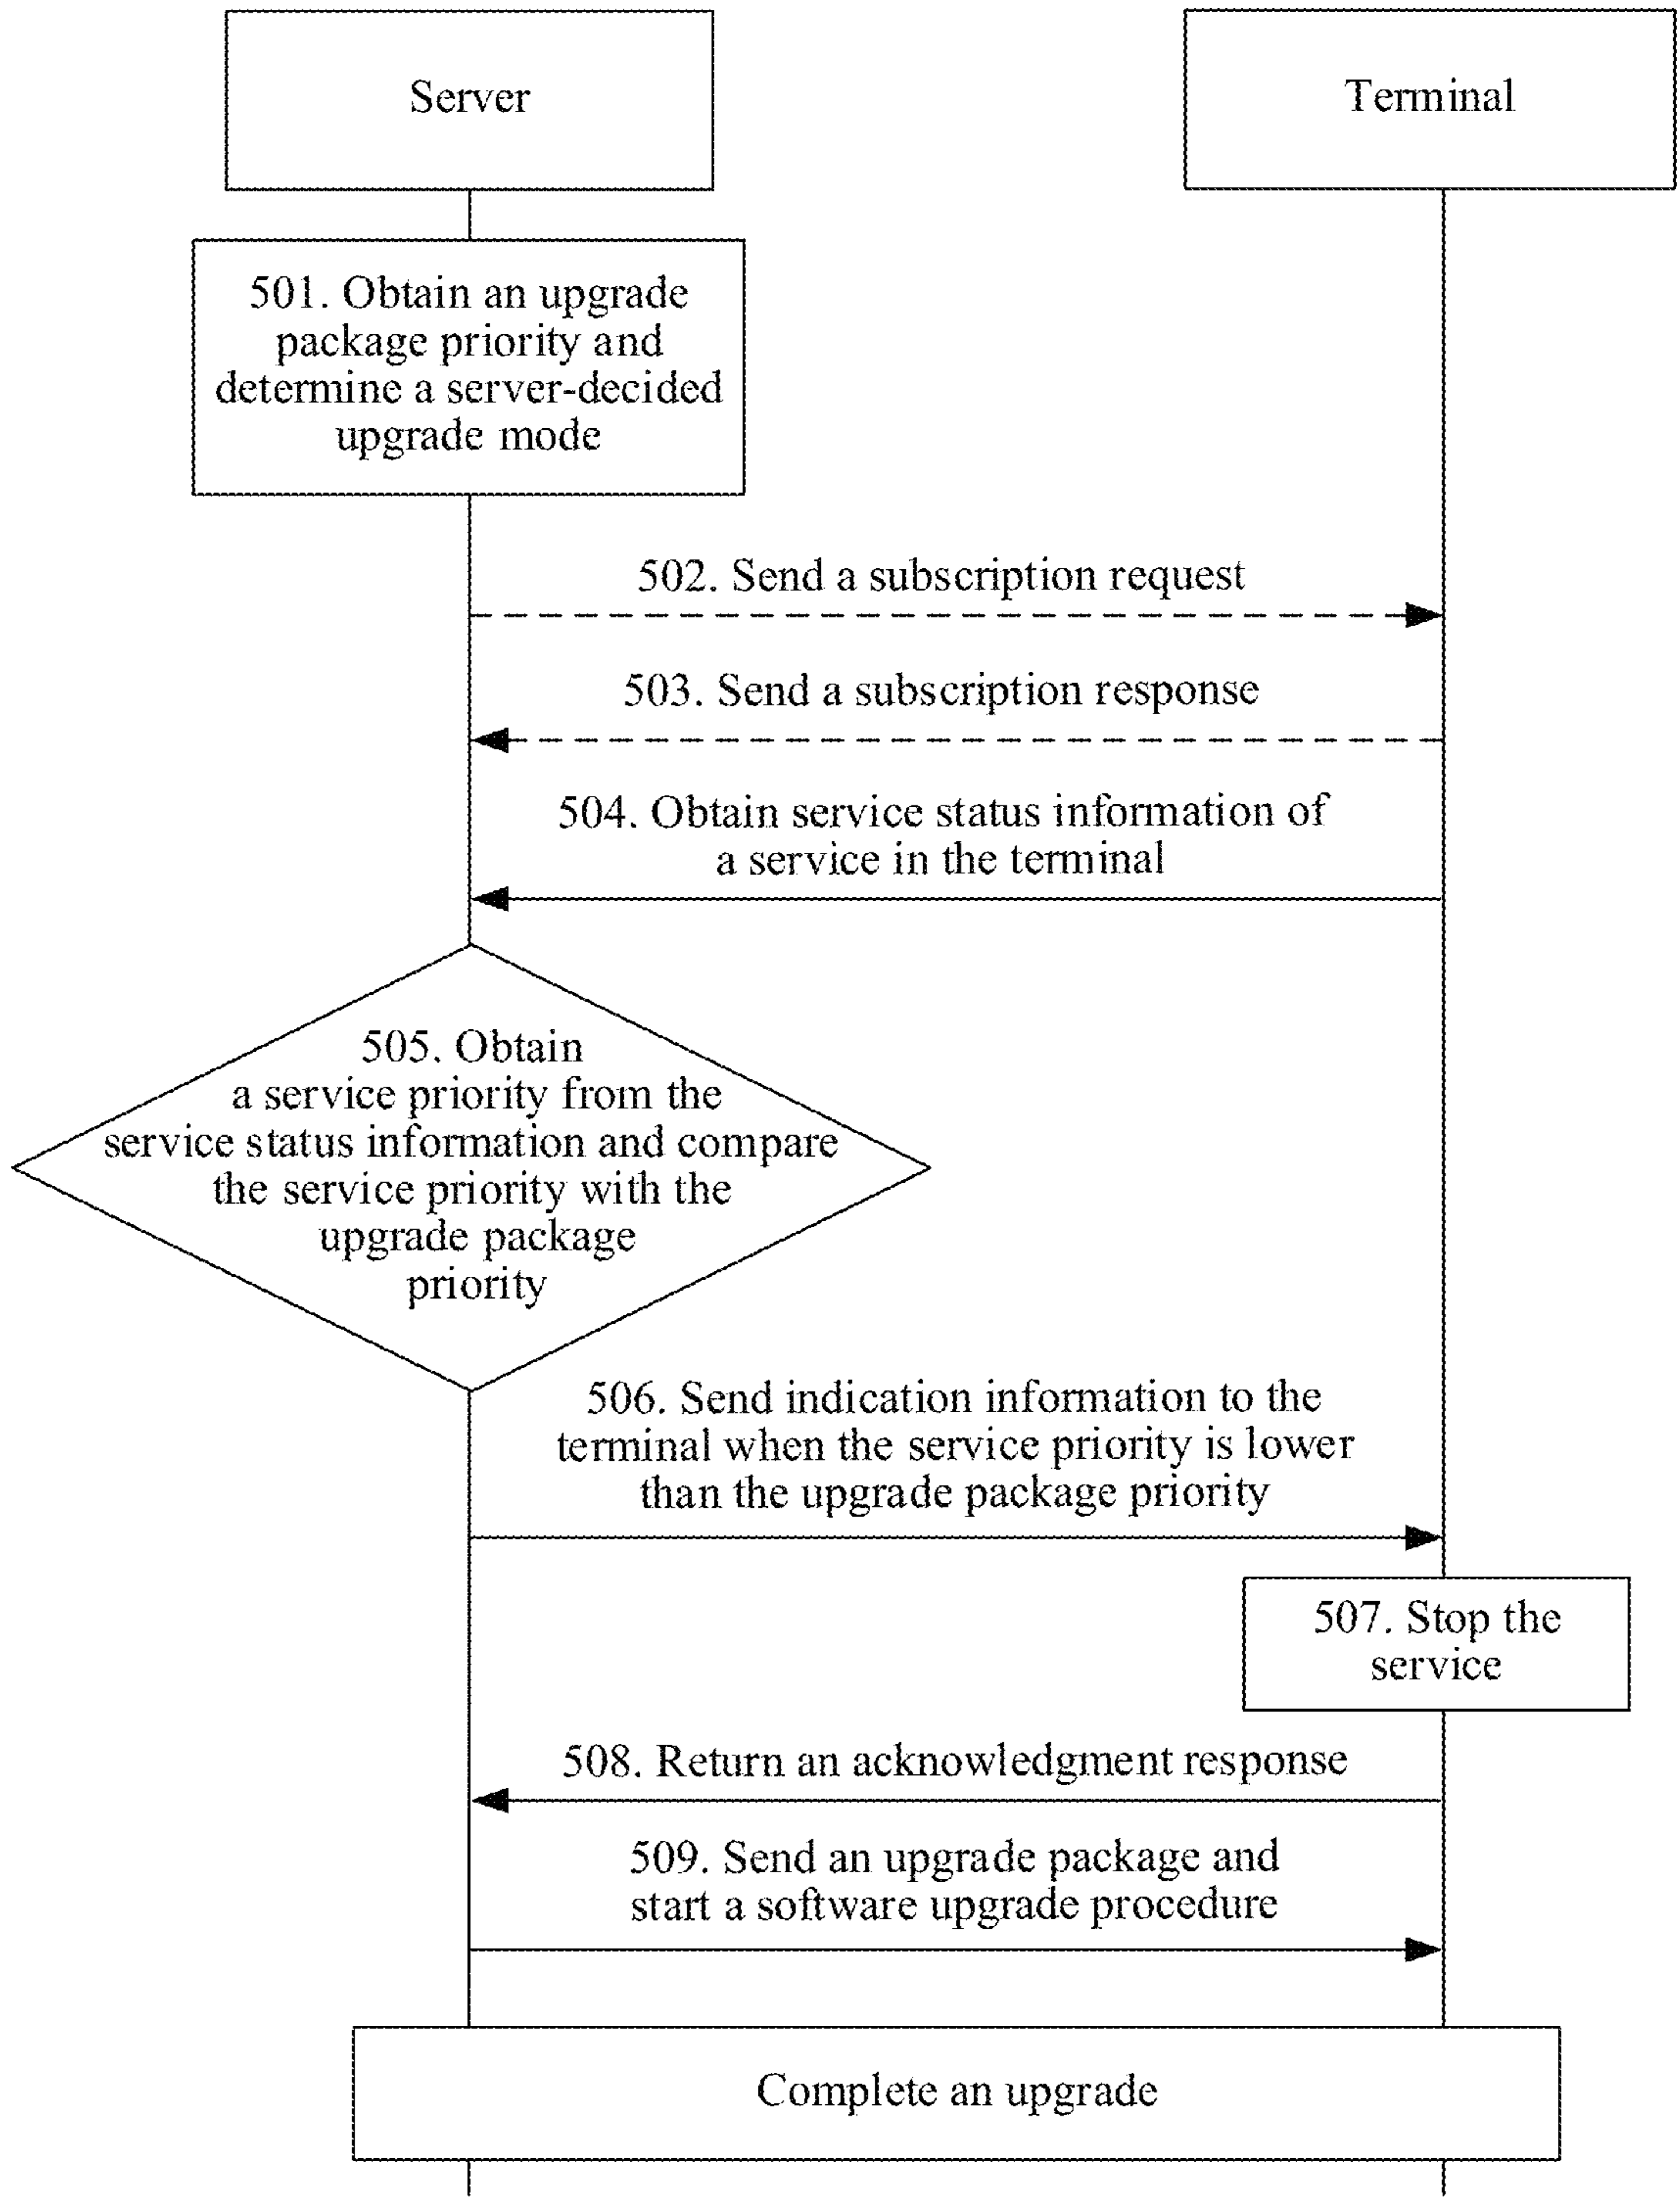 Server
Terminal
501. Obtain an upgrade
package priority and
determine a server-decided
upgrade mode
502. Send a subscription request
503. Send a subscription response
504. Obtain service status information of
a service in the terminal
505. Obtain
a service priority from the
service status information and compare
the service priority with the
upgrade package
priority
506. Send indication information to the
terminal when the service priority is lower
than the upgrade package priority
507. Stop the
service
508. Return an acknowledgment response
509. Send an upgrade package and
start a software upgrade procedure
Complete an upgrade